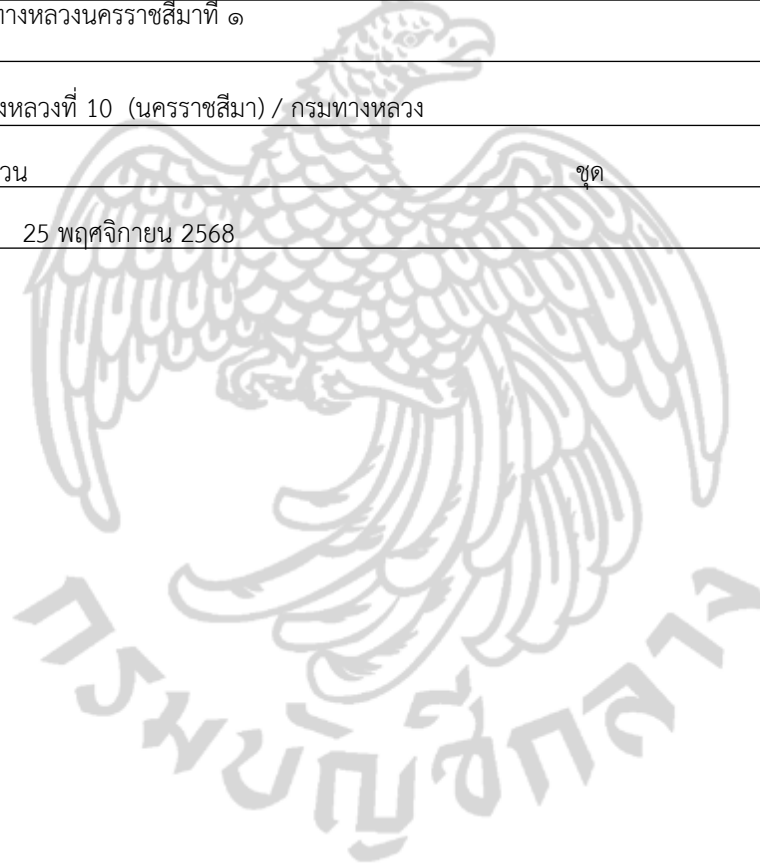 ทางหลวงนครราชสีมาที่ ๑
งหลวงที่ 10 (นครราชสีมา) / กรมทางหลวง
วน ชุด
25 พฤศจิกายน 2568
กรมบัญชีกลาง